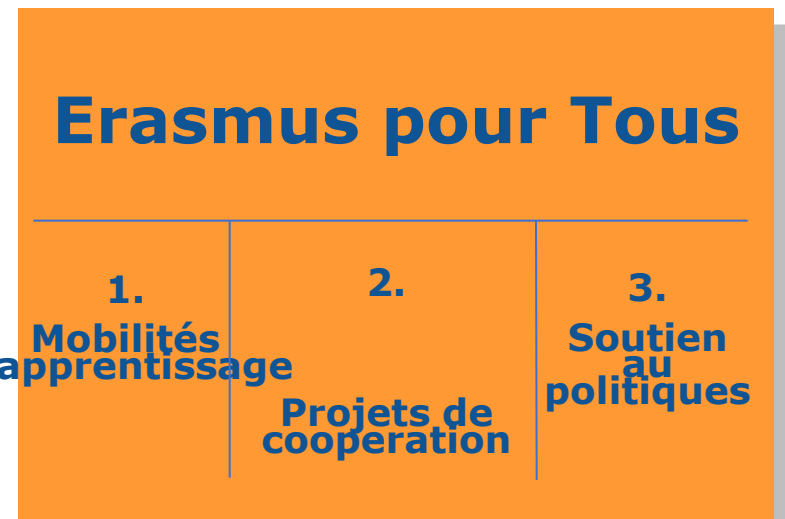 Erasmus pour Tous
1.
Mobilités
apprentissage
2.
Projets de
cooperation
3.
Soutien
au
politiques